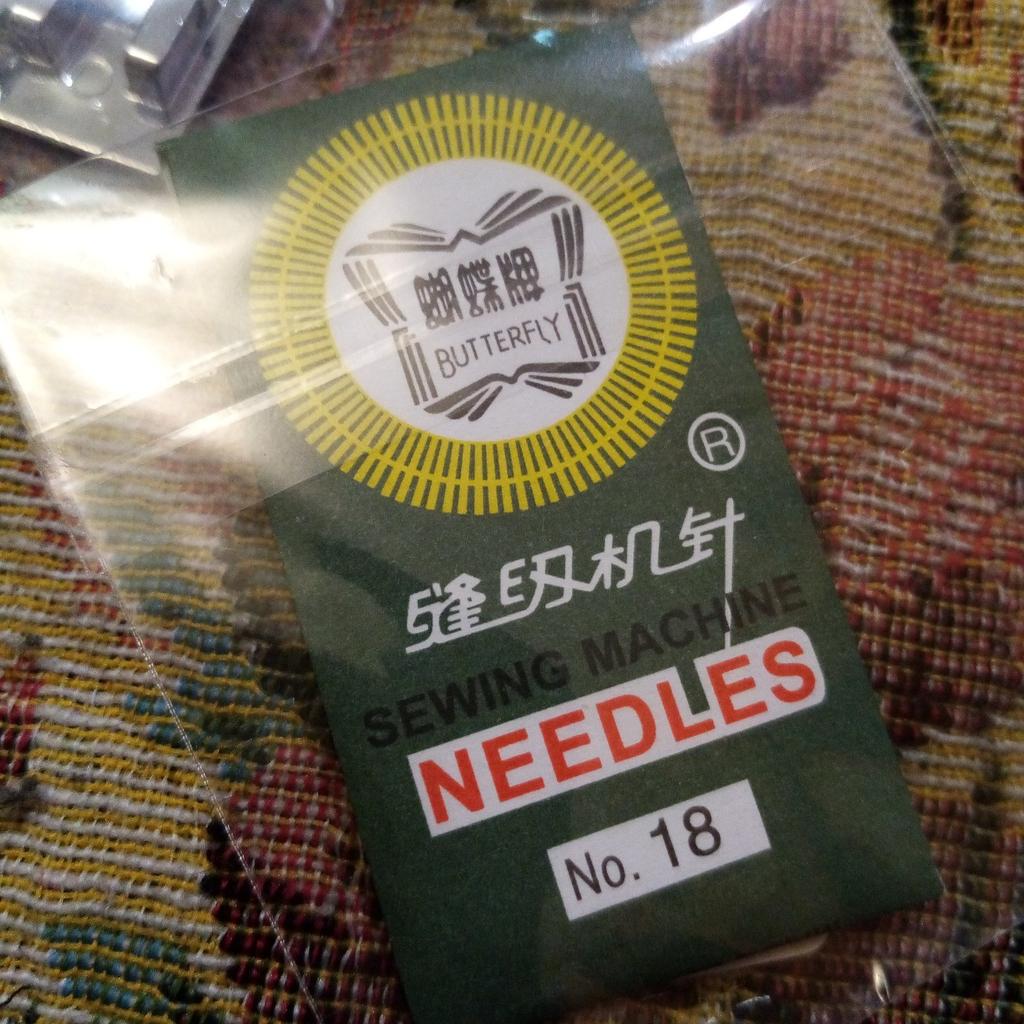 蝴蝶牌
BUTTERFLY
®
缝纫机针
SEWING MACHINE
NEEDLES
No. 18